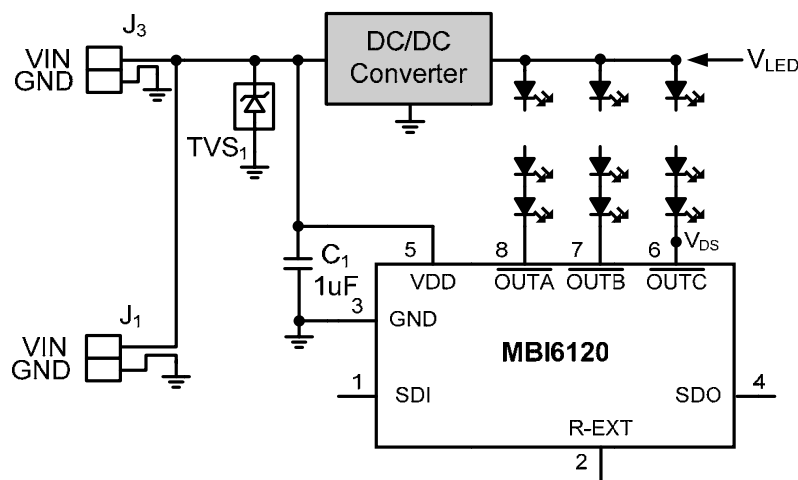 J3
VIN
GND
DC/DC
Converter
VLED
TVS1
C1
1uF
5
8
7
6
VDS
VDD
OUTA
OUTB
OUTC
3
GND
J1
VIN
GND
MBI6120
1
SDI
SDO
4
R-EXT
2